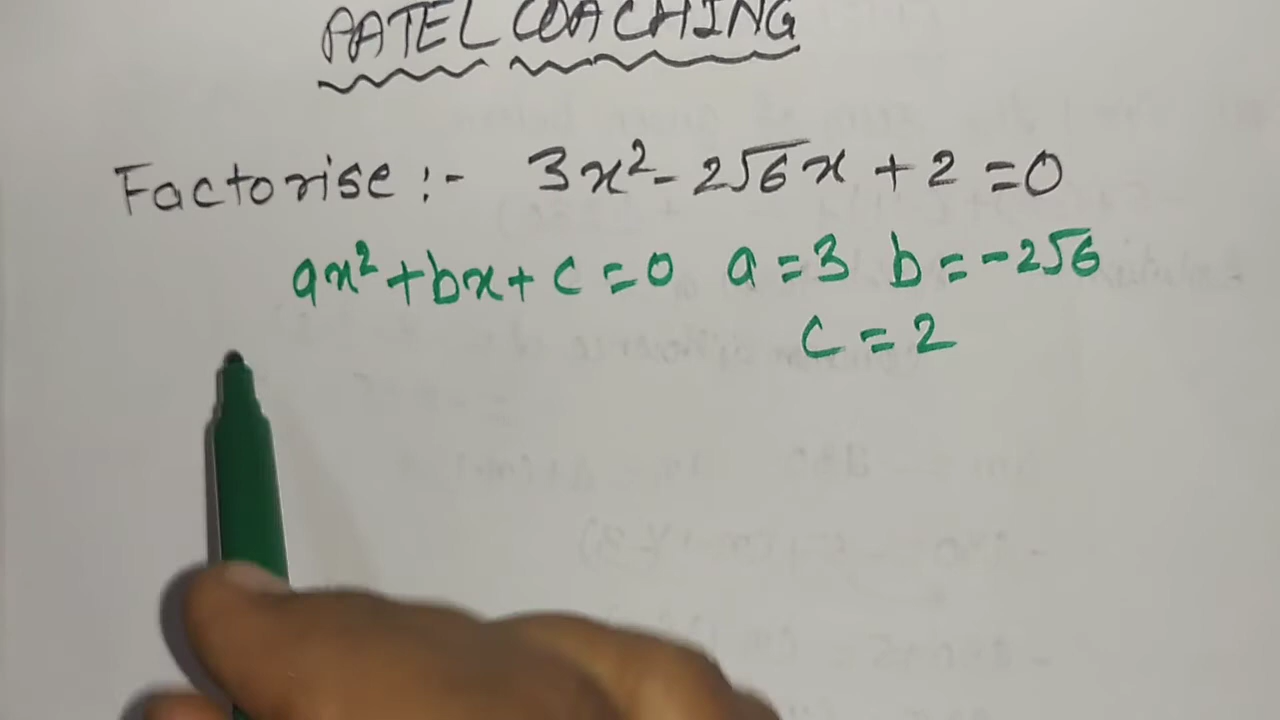 PATEL COACHING
Factorise :- 3x² - 2√6x + 2 = 0
ax² + bx + c = 0 a = 3 b = -2√6
c = 2